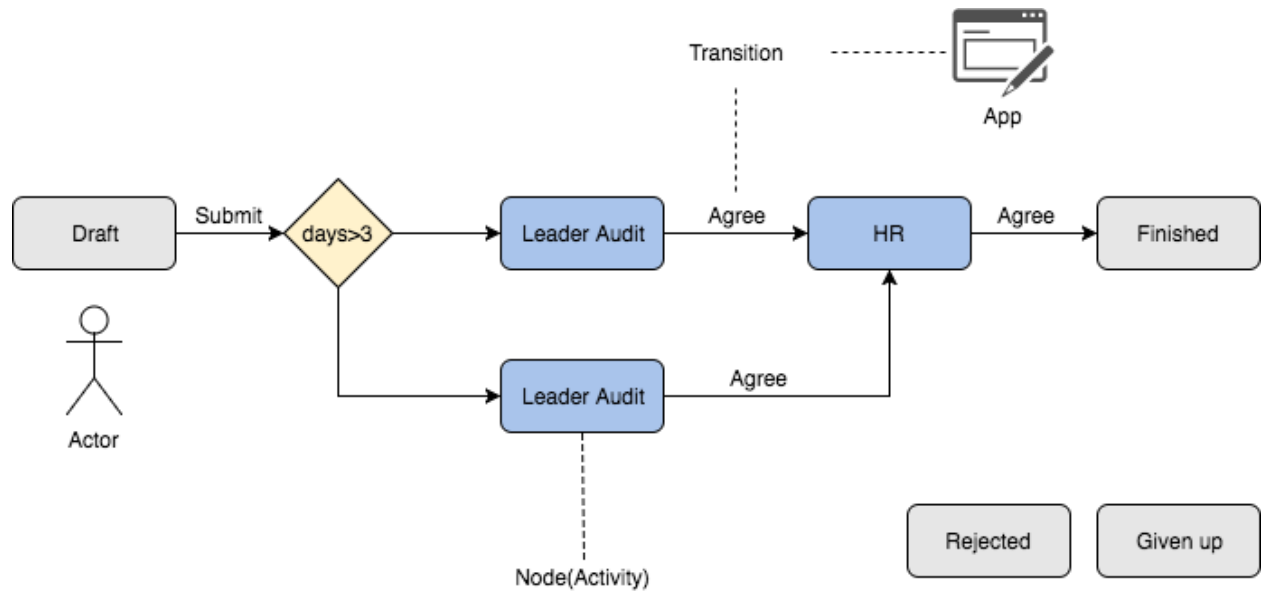 Transition
App
Submit
Agree
Agree
Draft
days>3
Leader Audit
HR
Finished
Leader Audit
Agree
Actor
Rejected
Given up
Node(Activity)